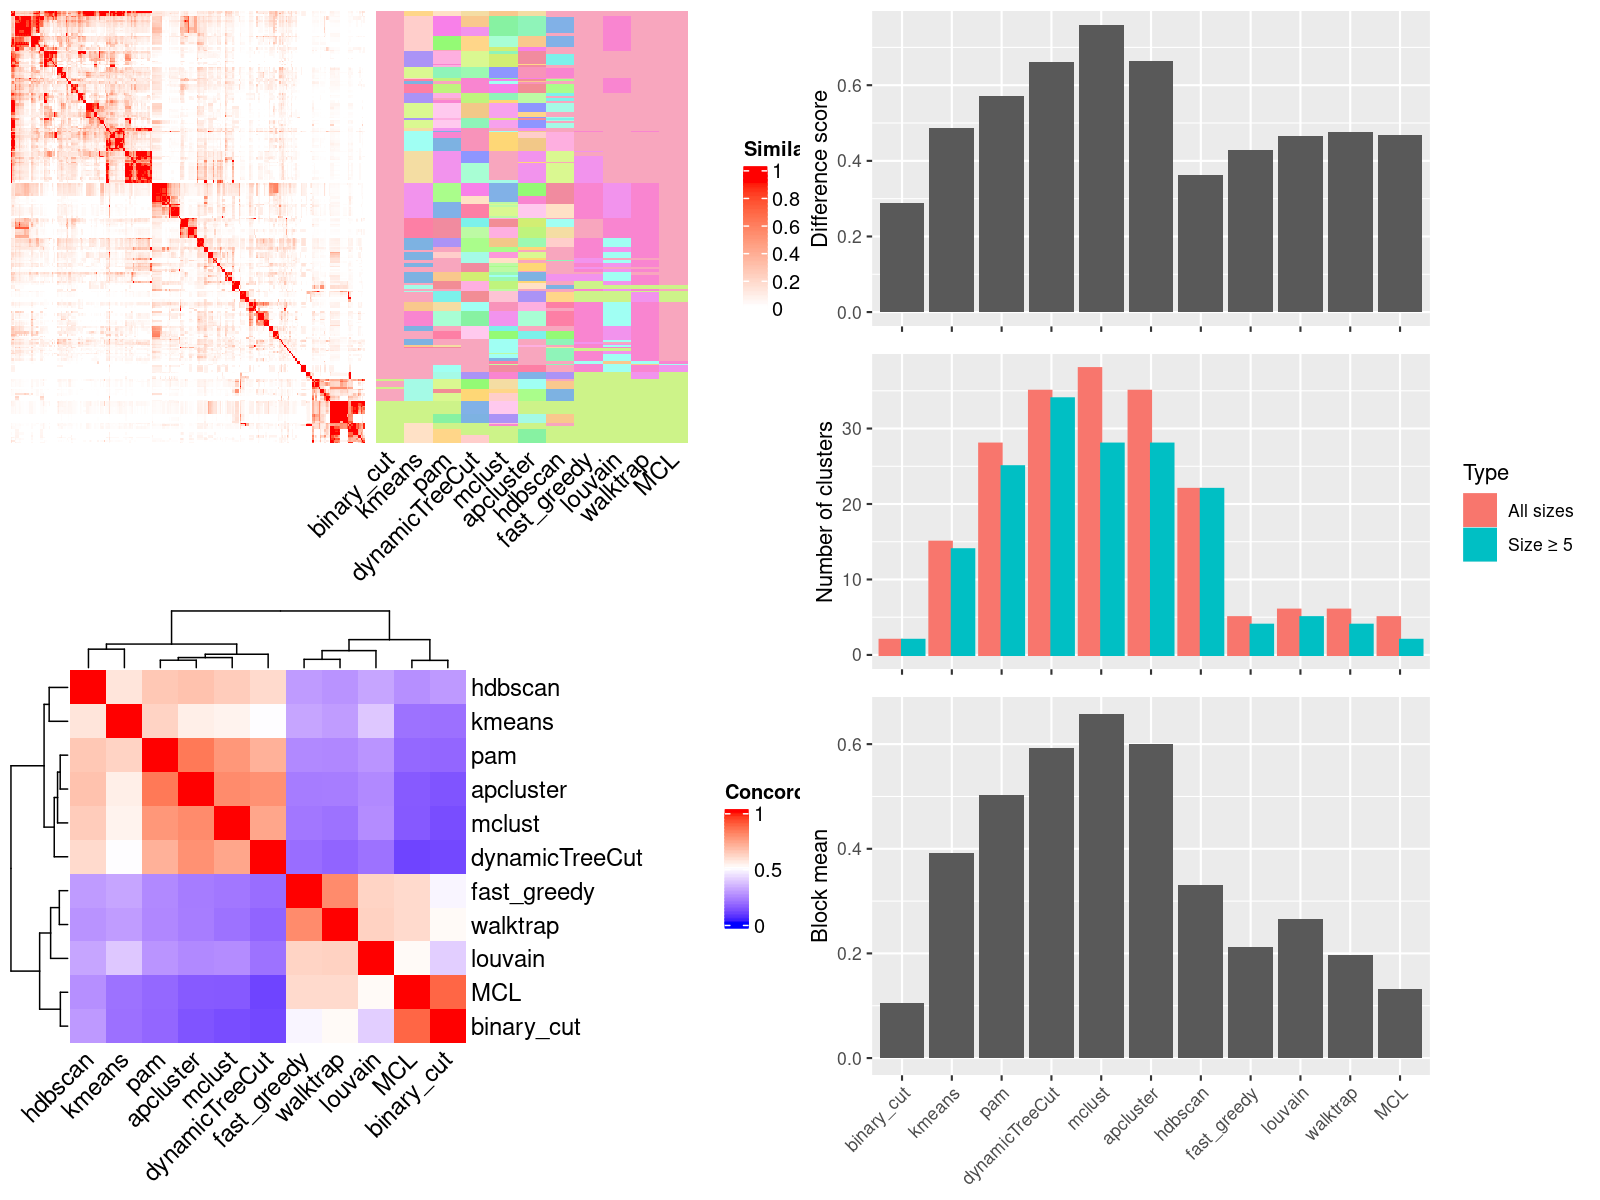 Simila
1
0.8
0.6
0.4
0.2
0
binary_cut
kmeans
pam
dynamicTreeCut
mclust
apcluster
hdbscan
fast_greedy
louvain
walktrap
MCL
hdbscan
kmeans
pam
apcluster
mclust
dynamicTreeCut
fast_greedy
walktrap
louvain
MCL
binary_cut
hdbscan
kmeans
pam
apcluster
mclust
dynamicTreeCut
fast_greedy
walktrap
louvain
MCL
binary_cut
Concord
1
0.5
0
Difference score
0.6
0.4
0.2
0.0
Number of clusters
30
20
10
0
Type
All sizes
Size ≥ 5
Block mean
0.6
0.4
0.2
0.0
binary_cut
kmeans
pam
dynamicTreeCut
mclust
apcluster
hdbscan
fast_greedy
louvain
walktrap
MCL